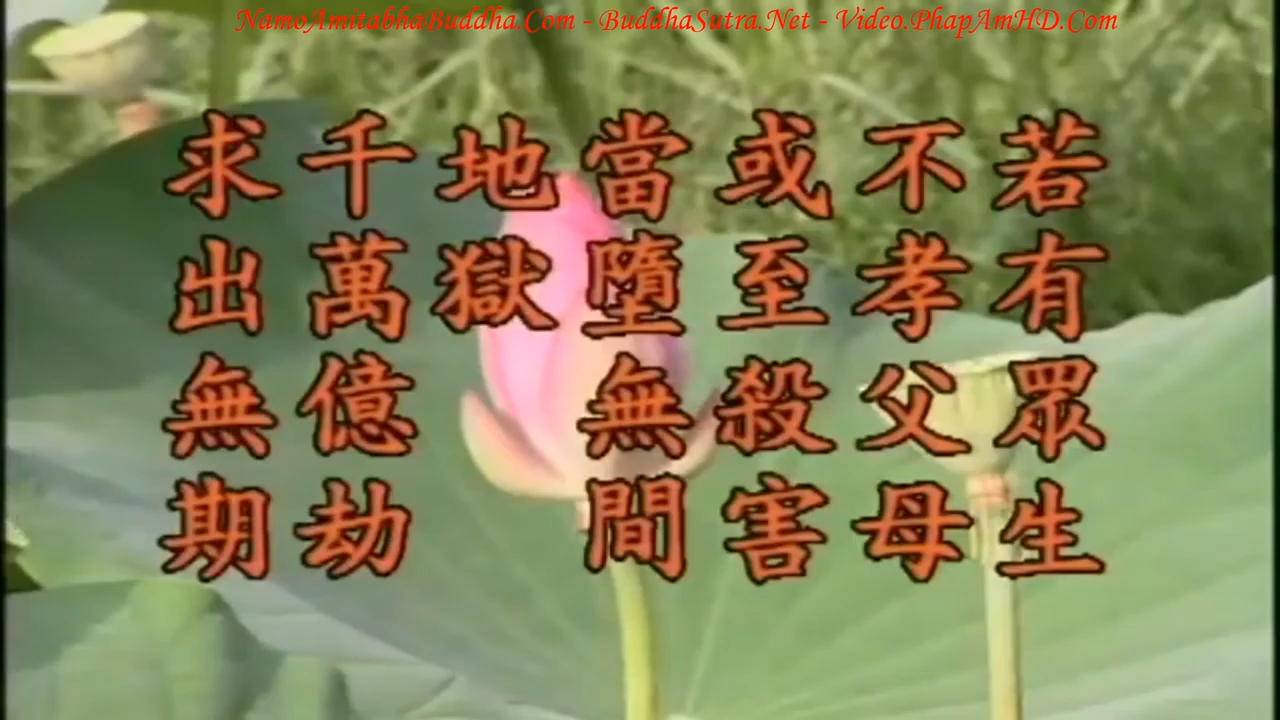 NamoAmitabhaBuddha.Com - BuddhaSutra.Net - Video.PhapAmHD.Com
若有眾生
不孝父母
或至殺害
當墮無間
地獄
千萬億劫
求出無期